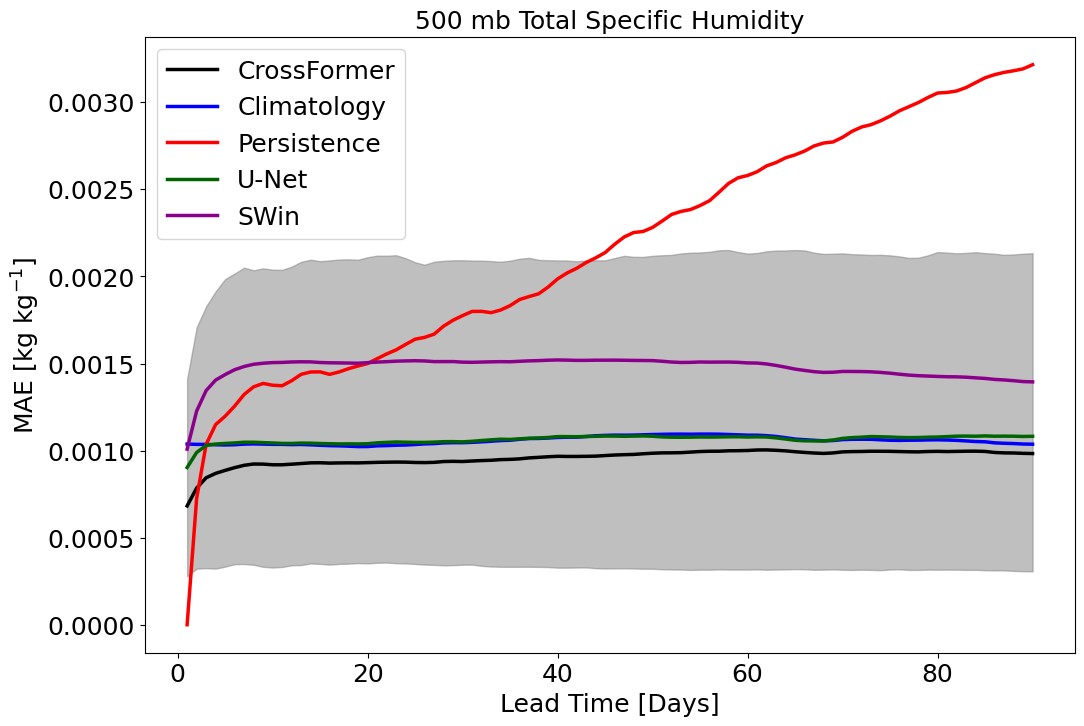 500 mb Total Specific Humidity
CrossFormer
Climatology
Persistence
U-Net
SWin
0.0030
0.0025
0.0020
0.0015
0.0010
0.0005
0.0000
MAE [kg kg⁻¹]
0 20 40 60 80
Lead Time [Days]